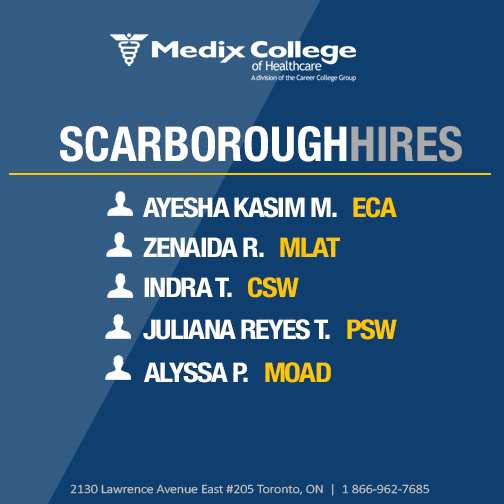 Medix College
of Healthcare
A division of the Career College Group
SCARBOROUGHHIRES
AYESHA KASIM M. ECA
ZENAIDA R. MLAT
INDRA T. CSW
JULIANA REYES T. PSW
ALYSSA P. MOAD
2130 Lawrence Avenue East #205 Toronto, ON | 1 866-962-7685